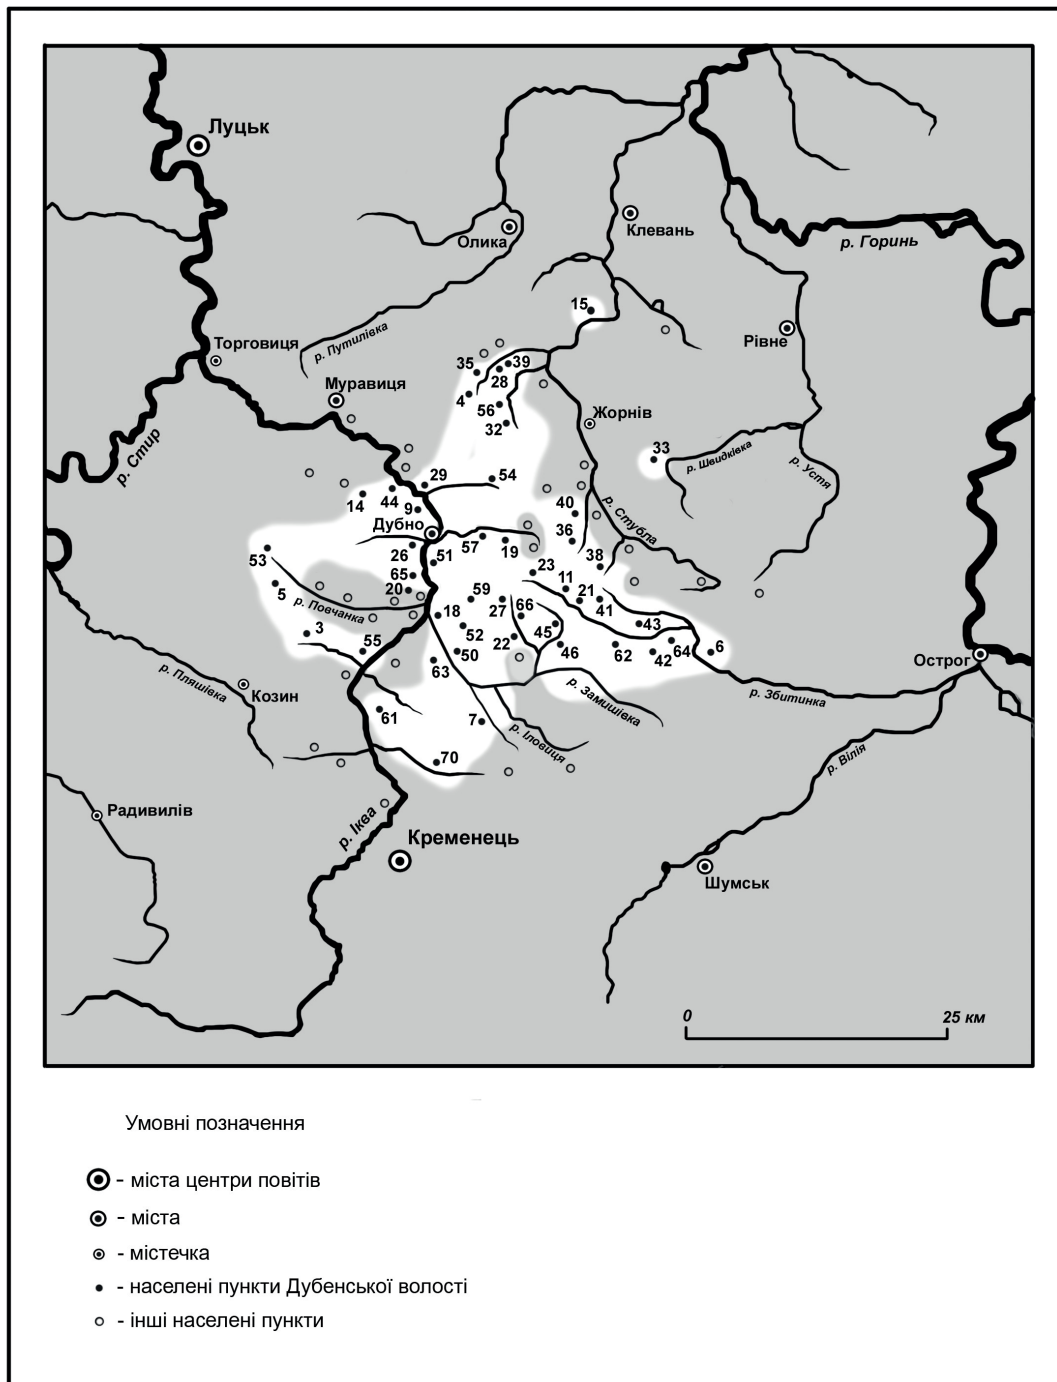 Луцьк
Олика
Клевань
р. Горинь
15
Рівне
Торговиця
р. Путилівка
35
39
28
Муравиця
4
56
32
Жорнів
33
р. Швидківка
р. Стир
р. Устя
29
54
14
44
9
40
р. Стубла
Дубно
36
57
19
53
26
51
38
23
65
11
5
20
59
21
р. Повчанка
27
41
18
66
3
52
45
43
55
22
50
46
62
42
64
6
63
Острог
р. Пляшівка
Козин
р. Замишівка
р. Збитинка
61
7
р. Іловиця
70
р. Вілія
Радивилів
р. Іква
Кременець
Шумськ
0
25 км
Умовні позначення
- міста центри повітів
- міста
- містечка
- населені пункти Дубенської волості
- інші населені пункти